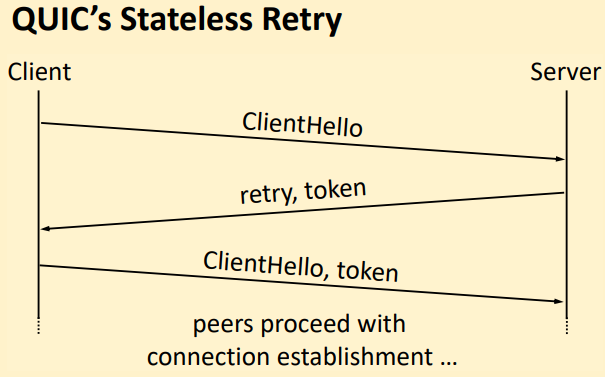 QUIC’s Stateless Retry
Client
Server
ClientHello
retry, token
ClientHello, token
peers proceed with
connection establishment ...